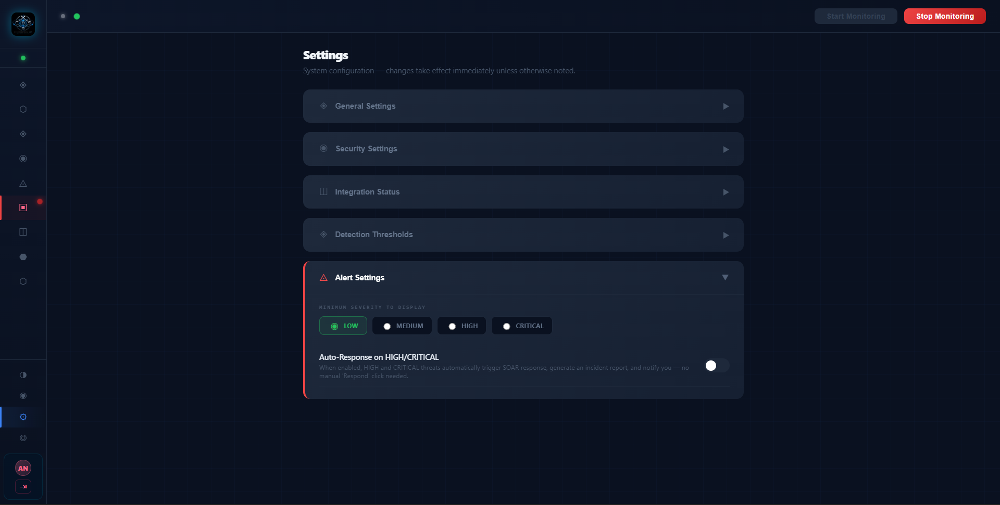 Start Monitoring
Stop Monitoring
Settings
System configuration — changes take effect immediately unless otherwise noted.
General Settings
Security Settings
Integration Status
Detection Thresholds
Alert Settings
MINIMUM SEVERITY TO DISPLAY
LOW
MEDIUM
HIGH
CRITICAL
Auto-Response on HIGH/CRITICAL
When enabled, HIGH and CRITICAL threats automatically trigger SOAR response, generate an incident report, and notify you — no
manual 'Respond' click needed.
AN